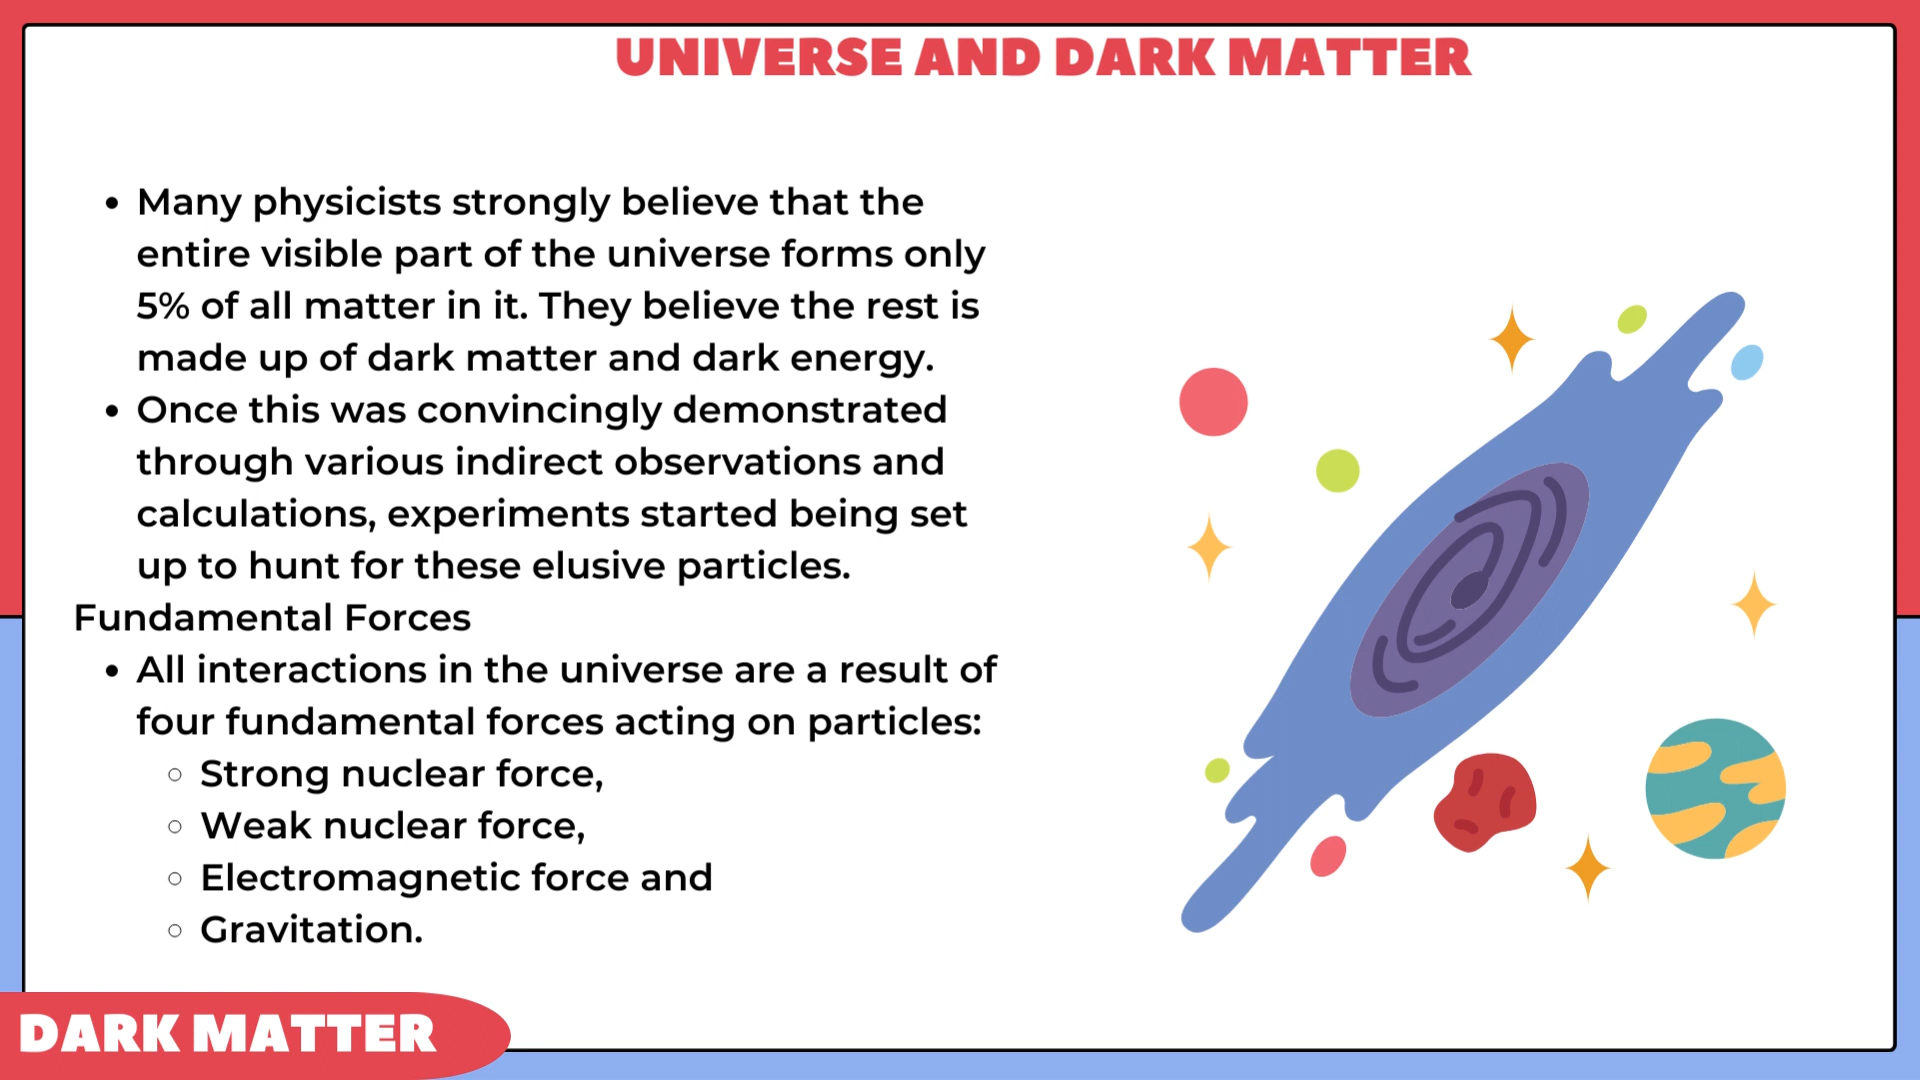 UNIVERSE AND DARK MATTER
• Many physicists strongly believe that the
entire visible part of the universe forms only
5% of all matter in it. They believe the rest is
made up of dark matter and dark energy.
• Once this was convincingly demonstrated
through various indirect observations and
calculations, experiments started being set
up to hunt for these elusive particles.
Fundamental Forces
• All interactions in the universe are a result of
four fundamental forces acting on particles:
○ Strong nuclear force,
○ Weak nuclear force,
○ Electromagnetic force and
○ Gravitation.
DARK MATTER